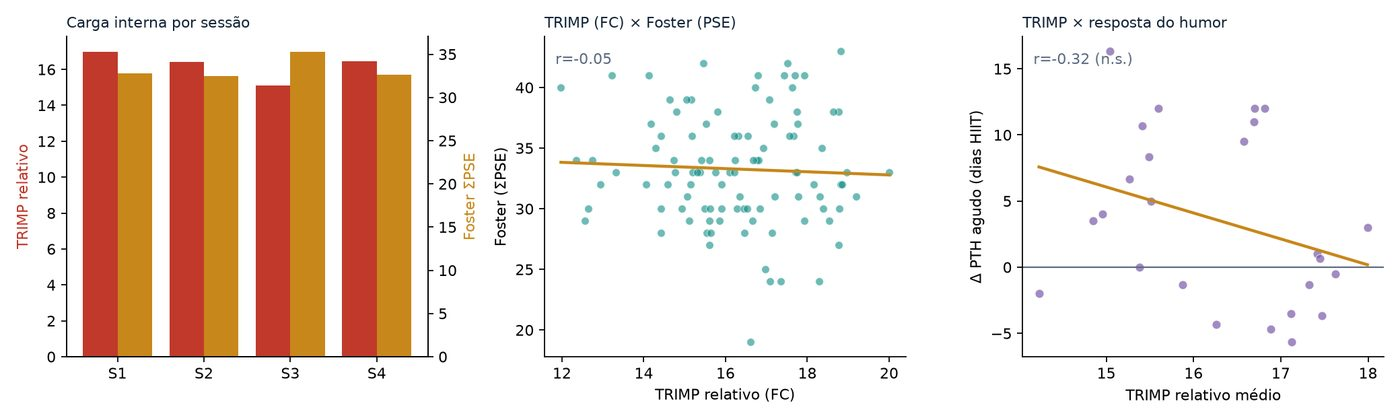 Carga interna por sessão
TRIMP relativo
0
2
4
6
8
10
12
14
16
S1
S2
S3
S4
0
5
10
15
20
25
30
35
Foster ΣPSE
TRIMP (FC) × Foster (PSE)
r=-0.05
Foster (ΣPSE)
20
25
30
35
40
12
14
16
18
20
TRIMP relativo (FC)
TRIMP × resposta do humor
r=-0.32 (n.s.)
Δ PTH agudo (dias HIIT)
−5
0
5
10
15
15
16
17
18
TRIMP relativo médio